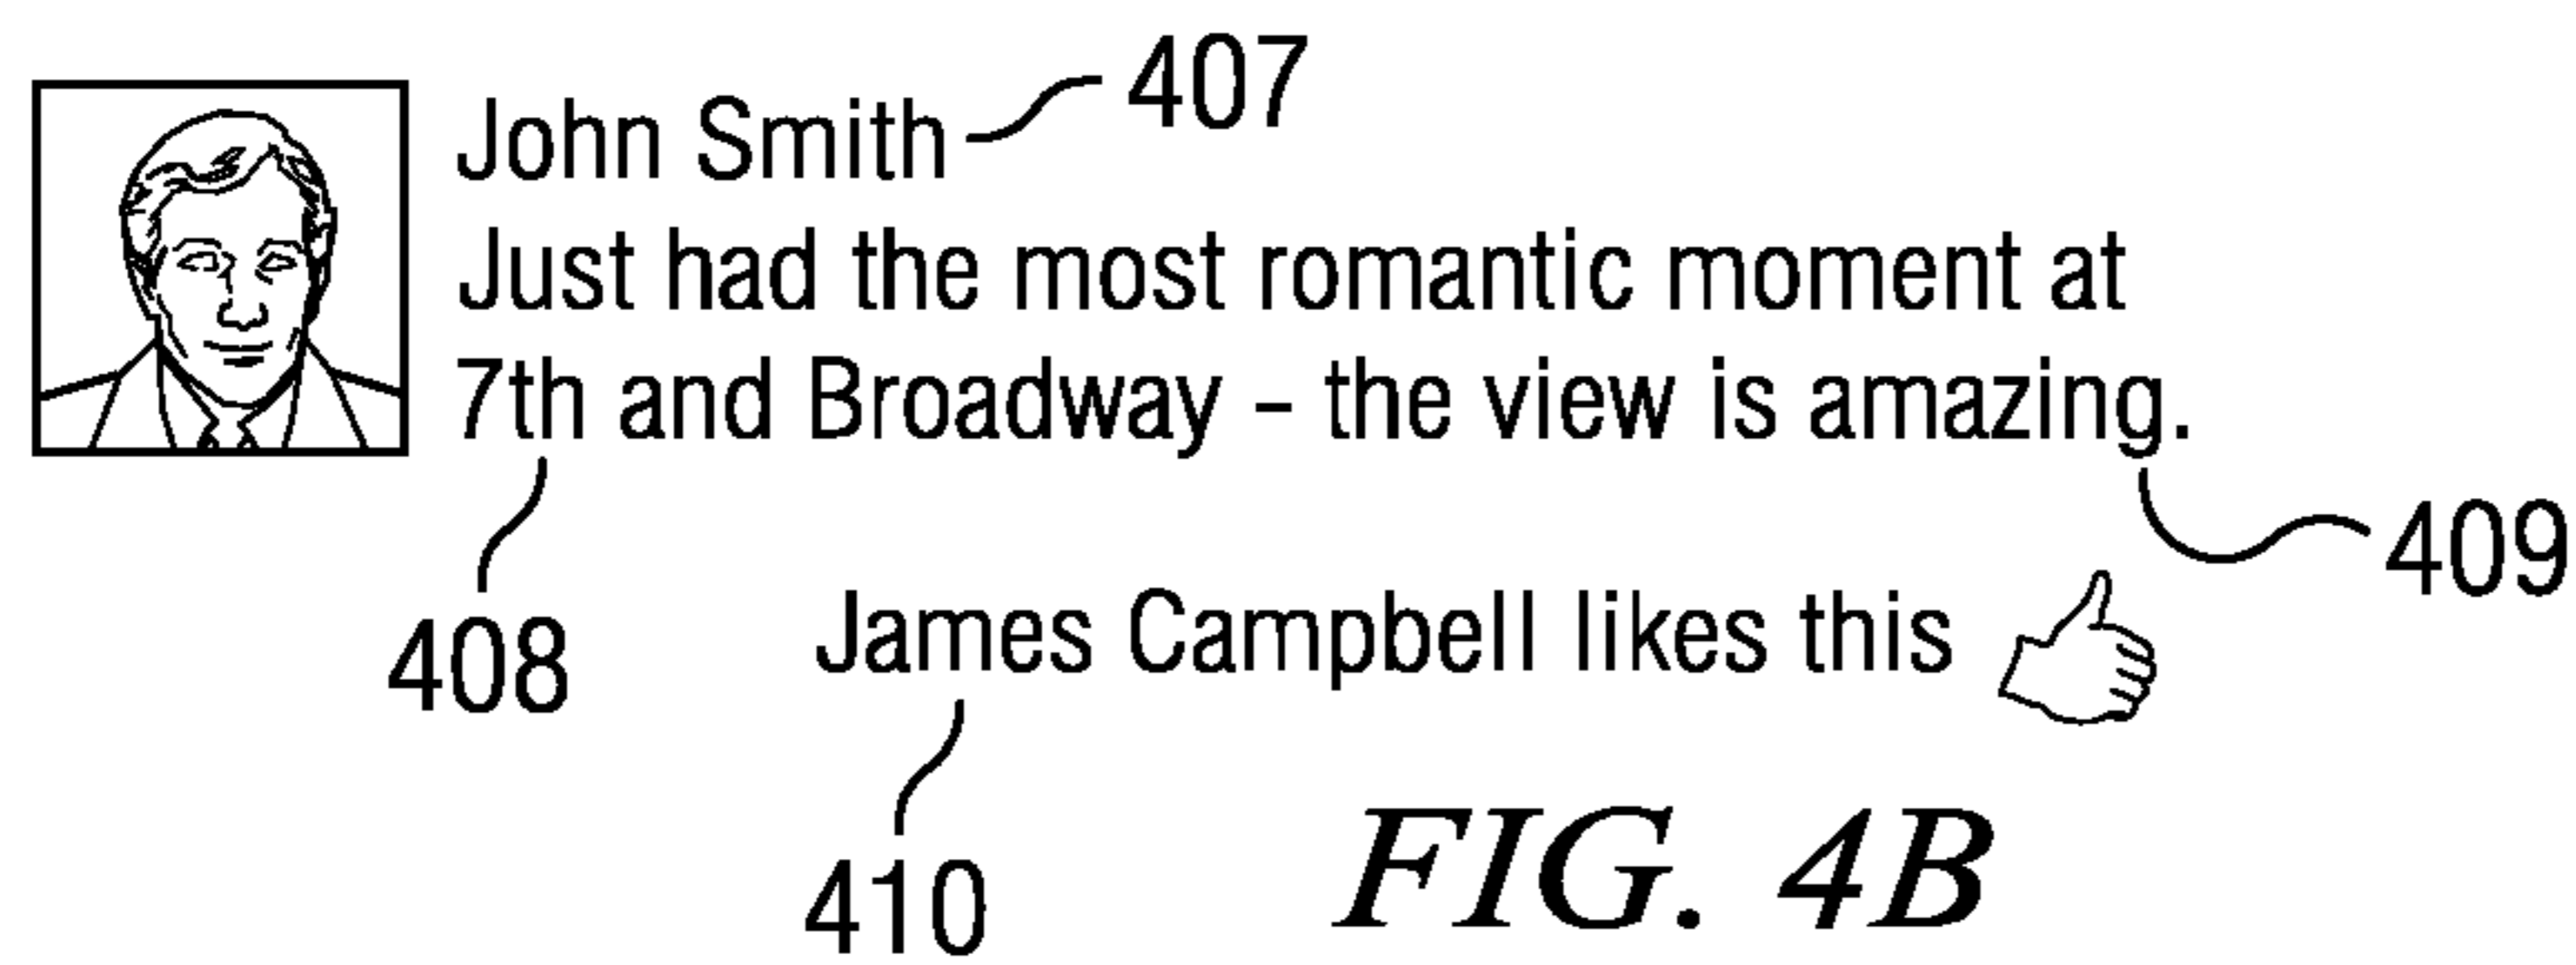 John Smith 407
Just had the most romantic moment at
7th and Broadway – the view is amazing.
409
James Campbell likes this
408
410
FIG. 4B